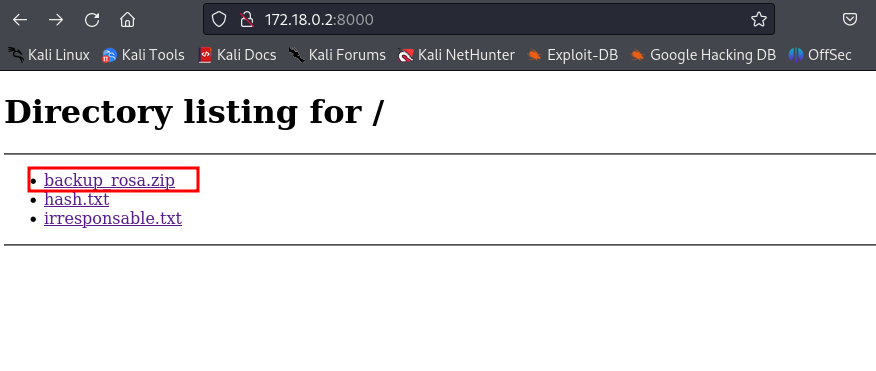 172.18.0.2:8000
Kali Linux Kali Tools Kali Docs Kali Forums Kali NetHunter Exploit-DB Google Hacking DB OffSec
Directory listing for /
backup_rosa.zip
hash.txt
irresponsable.txt